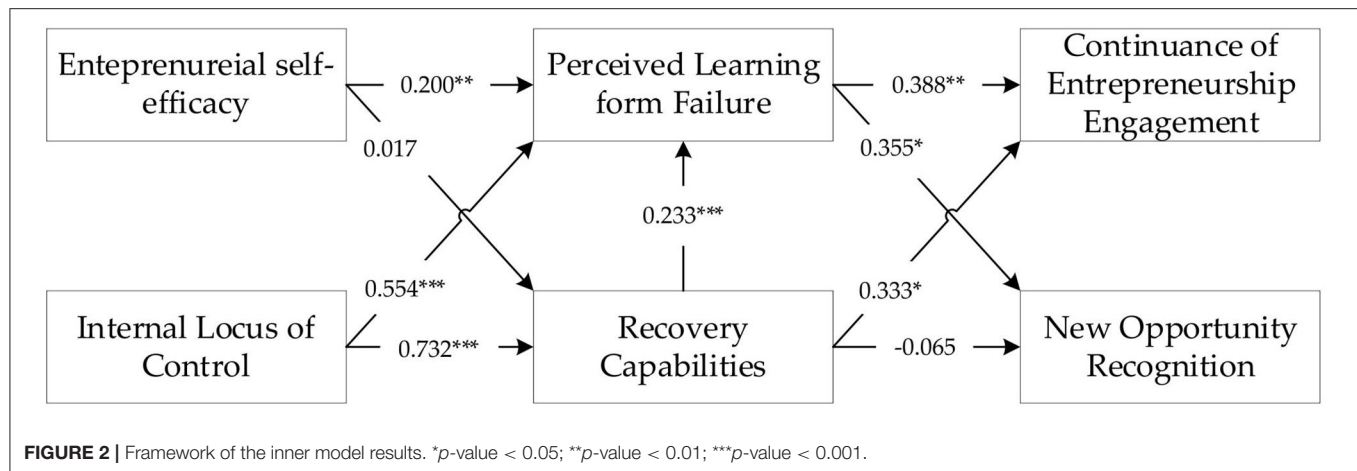 Enteprenureial self-
efficacy
0.200**
Perceived Learning
form Failure
0.388**
Continuance of
Entrepreneurship
Engagement
0.017
0.355*
0.233***
0.554***
0.333*
Internal Locus of
Control
0.732***
Recovery
Capabilities
-0.065
New Opportunity
Recognition
FIGURE 2 | Framework of the inner model results. *p-value < 0.05; **p-value < 0.01; ***p-value < 0.001.